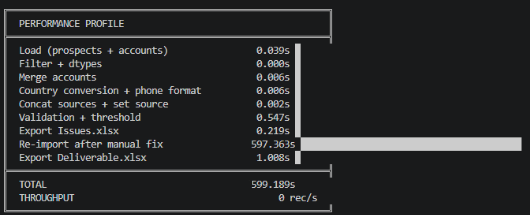 PERFORMANCE PROFILE
Load (prospects + accounts) 0.039s
Filter + dtypes 0.000s
Merge accounts 0.006s
Country conversion + phone format 0.006s
Concat sources + set source 0.002s
Validation + threshold 0.547s
Export Issues.xlsx 0.219s
Re-import after manual fix 597.363s
Export Deliverable.xlsx 1.008s
TOTAL 599.189s
THROUGHPUT 0 rec/s